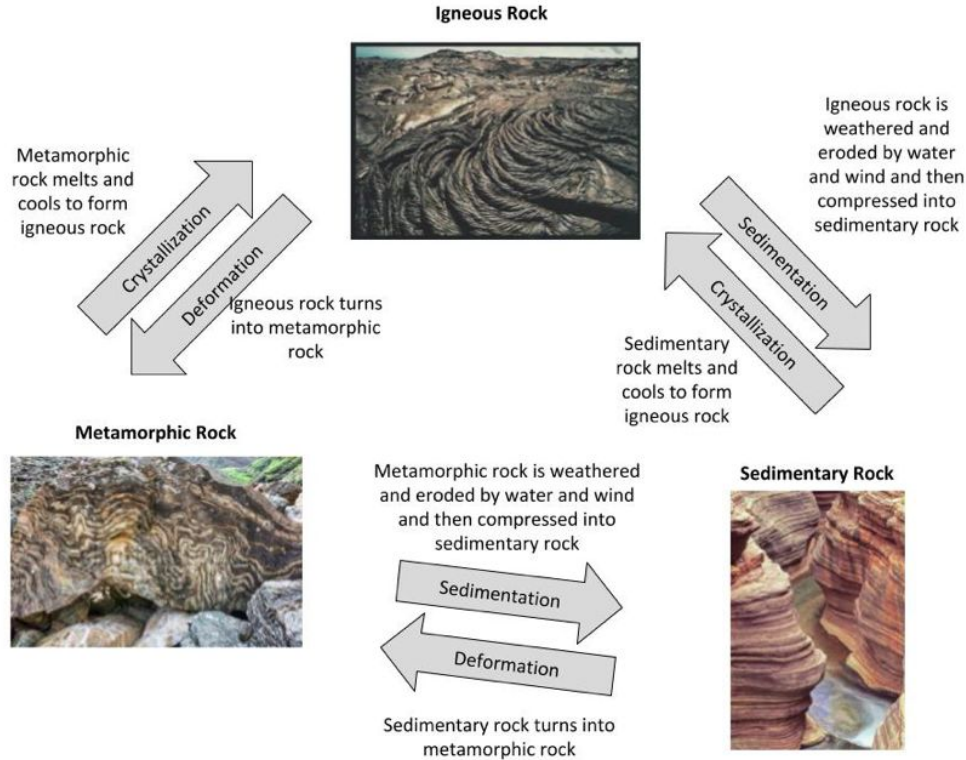 Igneous Rock
Igneous rock is
weathered and
eroded by water
and wind and then
compressed into
sedimentary rock
Metamorphic
rock melts and
cools to form
igneous rock
Crystallization
Deformation
Sedimentation
Crystallization
Igneous rock turns
into metamorphic
rock
Sedimentary
rock melts and
cools to form
igneous rock
Metamorphic Rock
Metamorphic rock is weathered
and eroded by water and wind
and then compressed into
sedimentary rock
Sedimentary Rock
Sedimentation
Deformation
Sedimentary rock turns into
metamorphic rock